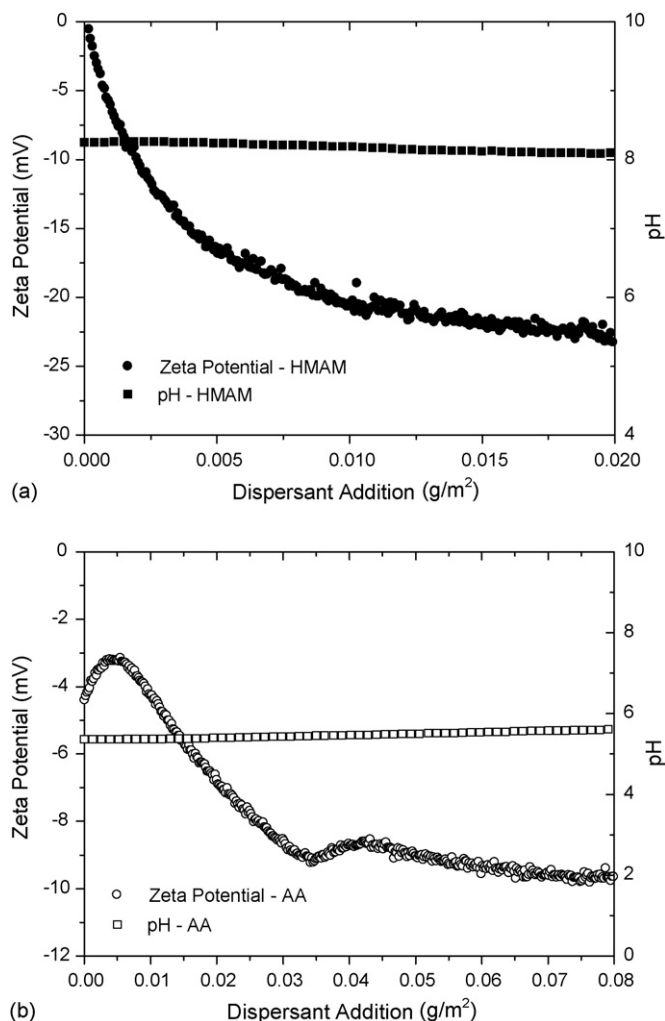 0
-5
-10
-15
-20
-25
-30
Zeta Potential (mV)
10
8
6
4
pH
Zeta Potential - HMAM
pH - HMAM
0.000 0.005 0.010 0.015 0.020
(a)
Dispersant Addition (g/m²)
0
-2
-4
-6
-8
-10
-12
Zeta Potential (mV)
10
8
6
4
2
0
pH
Zeta Potential - AA
pH - AA
0.00 0.01 0.02 0.03 0.04 0.05 0.06 0.07 0.08
(b)
Dispersant Addition (g/m²)